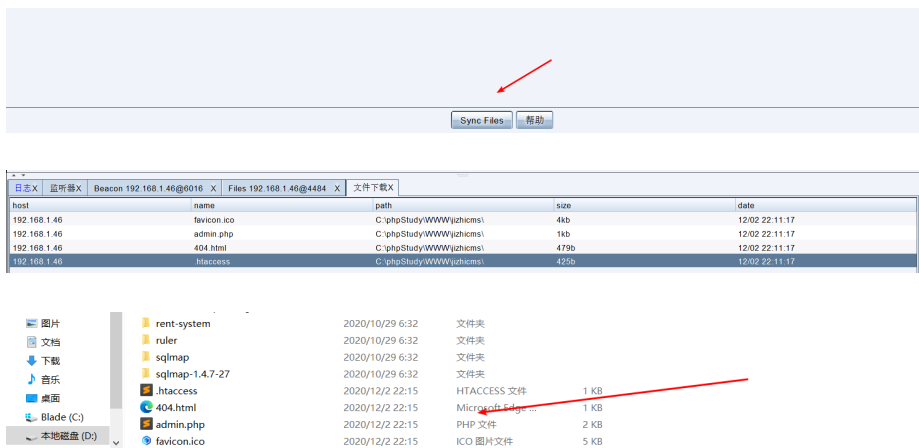 Sync Files 帮助
日志X 监听器X Beacon 192.168.1.46@6016 X Files 192.168.1.46@4484 X 文件下载X
host name path size date
192.168.1.46 favicon.ico C:\phpStudy\WWW\jizhicms\ 4kb 12/02 22:11:17
192.168.1.46 admin.php C:\phpStudy\WWW\jizhicms\ 1kb 12/02 22:11:17
192.168.1.46 404.html C:\phpStudy\WWW\jizhicms\ 479b 12/02 22:11:17
192.168.1.46 .htaccess C:\phpStudy\WWW\jizhicms\ 425b 12/02 22:11:17
图片 rent-system 2020/10/29 6:32 文件夹
文档 ruler 2020/10/29 6:32 文件夹
下载 sqlmap 2020/10/29 6:32 文件夹
音乐 sqlmap-1.4.7-27 2020/10/29 6:32 文件夹
桌面 .htaccess 2020/12/2 22:15 HTACCESS 文件 1 KB
Blade (C:) 404.html 2020/12/2 22:15 Microsoft Edge ... 1 KB
本地磁盘 (D:) admin.php 2020/12/2 22:15 PHP 文件 2 KB
favicon.ico 2020/12/2 22:15 ICO 图片文件 5 KB